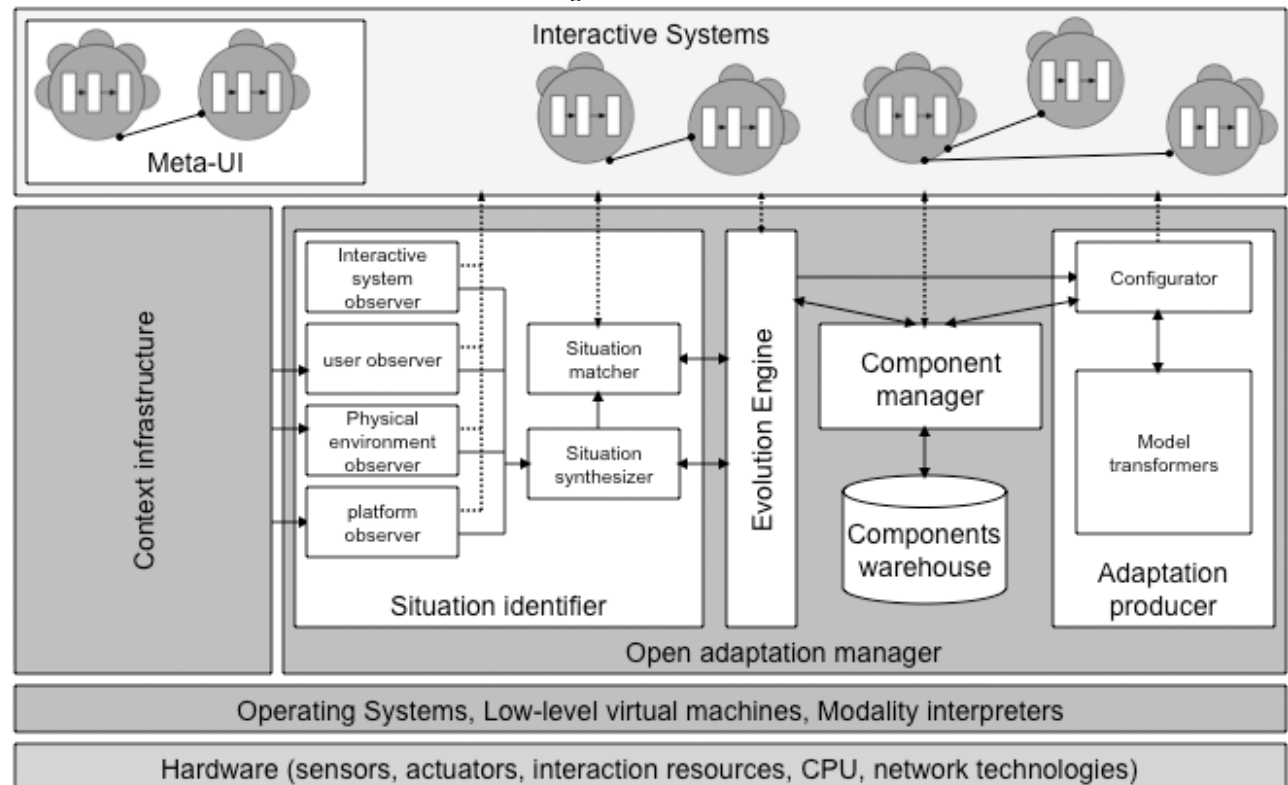 Interactive Systems
Meta-UI
Context infrastructure
Interactive
system
observer
user observer
Physical
environment
observer
platform
observer
Situation
matcher
Situation
synthesizer
Situation identifier
Evolution Engine
Component
manager
Components
warehouse
Configurator
Model
transformers
Adaptation
producer
Open adaptation manager
Operating Systems, Low-level virtual machines, Modality interpreters
Hardware (sensors, actuators, interaction resources, CPU, network technologies)